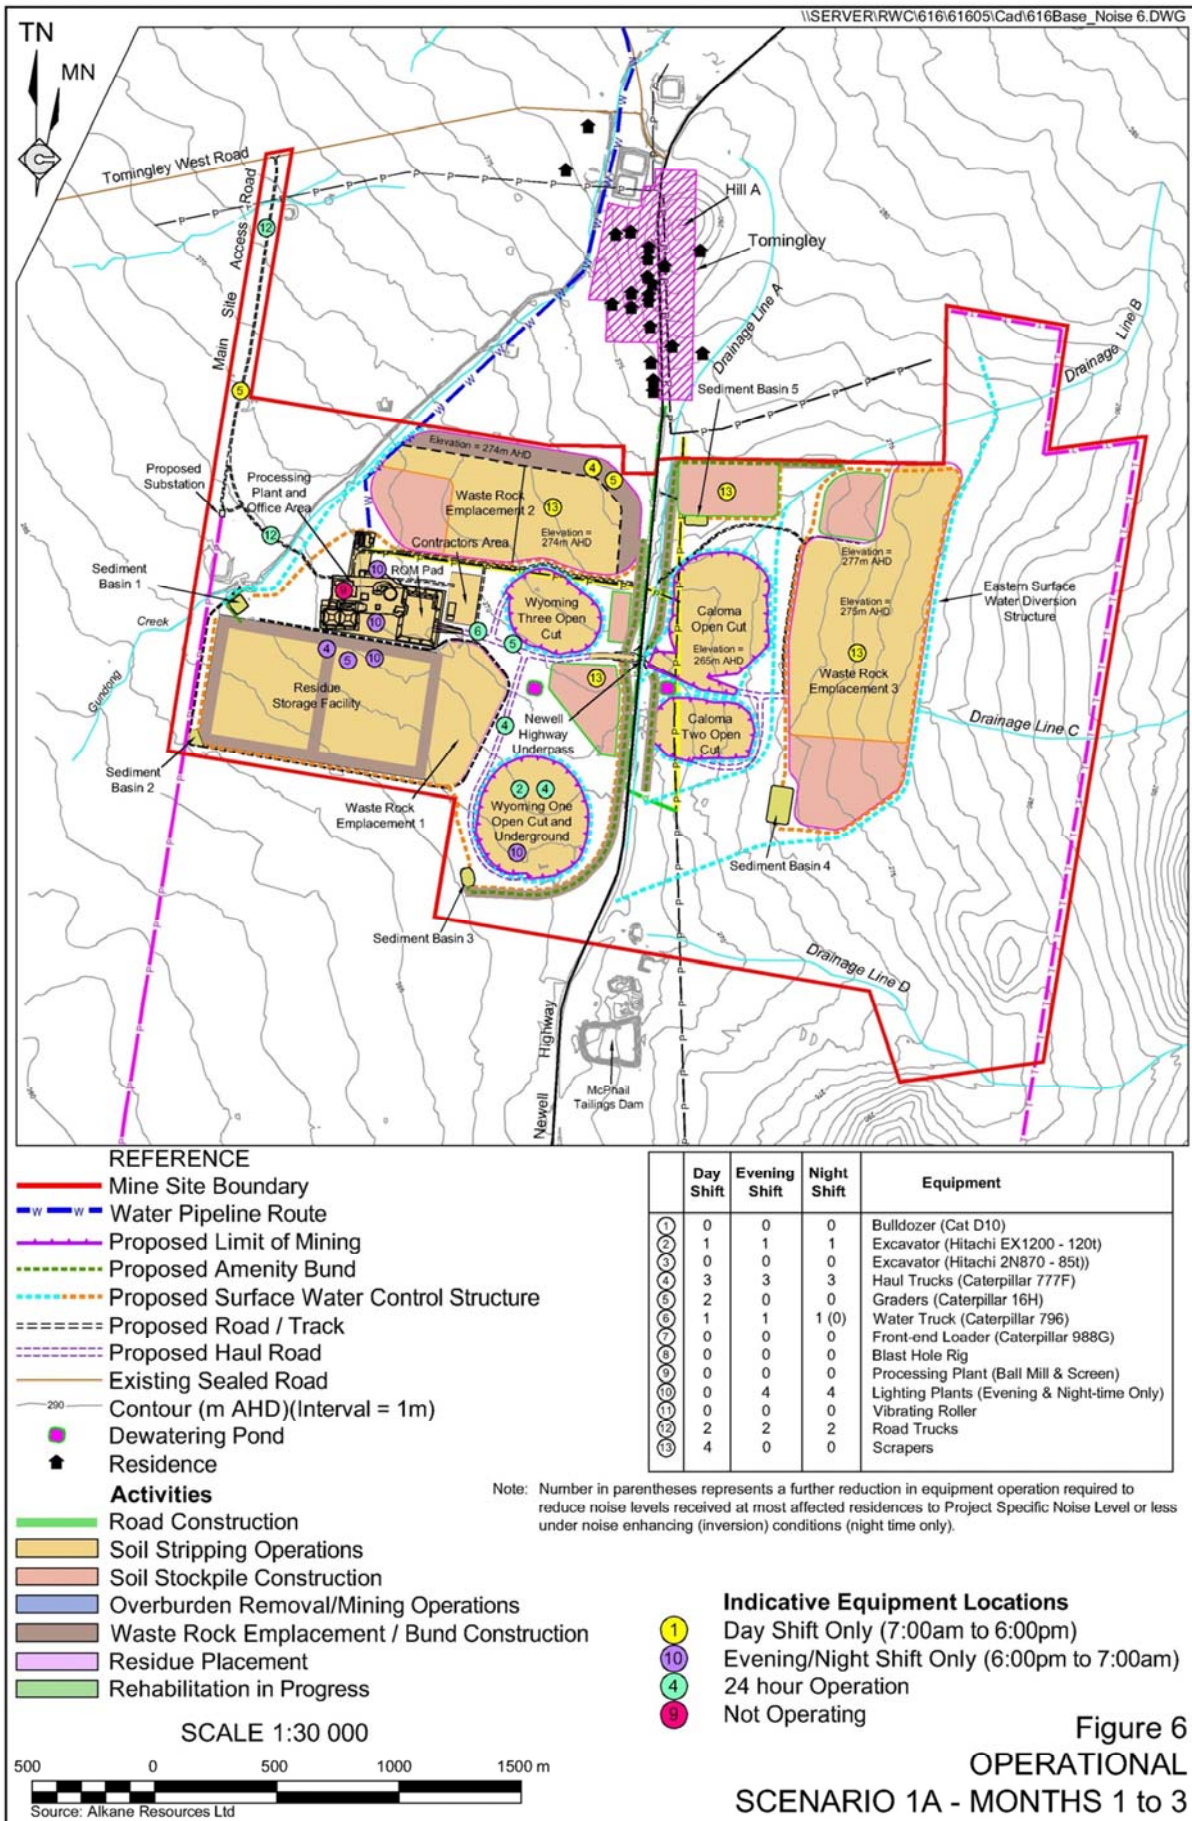 \\SERVER\RWC\616\61605\Cad\616Base_Noise 6.DWG
TN
MN
Tomingley West Road
Main Site Access Road
Hill A
Tomingley
Drainage Line A
Drainage Line B
Sediment Basin 5
Elevation = 274m AHD
Proposed
Substation
Processing
Plant and
Office Area
Waste Rock
Emplacement 2
Elevation =
274m AHD
Contractors Area
ROM Pad
Sediment
Basin 1
Creek
Gundong
Wyoming
Three Open
Cut
Caloma
Open Cut
Elevation =
265m AHD
Elevation =
277m AHD
Elevation =
275m AHD
Waste Rock
Emplacement 3
Eastern Surface
Water Diversion
Structure
Residue
Storage Facility
Newell
Highway
Underpass
Caloma
Two Open
Cut
Drainage Line C
Sediment
Basin 2
Waste Rock
Emplacement 1
Wyoming One
Open Cut and
Underground
Sediment Basin 4
Sediment Basin 3
Drainage Line D
Newell Highway
McPhail
Tailings Dam
REFERENCE
Mine Site Boundary
W W Water Pipeline Route
Proposed Limit of Mining
Proposed Amenity Bund
Proposed Surface Water Control Structure
Proposed Road / Track
Proposed Haul Road
Existing Sealed Road
290 Contour (m AHD)(Interval = 1m)
Dewatering Pond
Residence
Activities
Road Construction
Soil Stripping Operations
Soil Stockpile Construction
Overburden Removal/Mining Operations
Waste Rock Emplacement / Bund Construction
Residue Placement
Rehabilitation in Progress
SCALE 1:30 000
500 0 500 1000 1500 m
Source: Alkane Resources Ltd
Day Shift Evening Shift Night Shift Equipment
1 0 0 0 Bulldozer (Cat D10)
2 1 1 1 Excavator (Hitachi EX1200 - 120t)
3 0 0 0 Excavator (Hitachi 2N870 - 85t))
4 3 3 3 Haul Trucks (Caterpillar 777F)
5 2 0 0 Graders (Caterpillar 16H)
6 1 1 1 (0) Water Truck (Caterpillar 796)
7 0 0 0 Front-end Loader (Caterpillar 988G)
8 0 0 0 Blast Hole Rig
9 0 0 0 Processing Plant (Ball Mill & Screen)
10 0 4 4 Lighting Plants (Evening & Night-time Only)
11 0 0 0 Vibrating Roller
12 2 2 2 Road Trucks
13 4 0 0 Scrapers
Note: Number in parentheses represents a further reduction in equipment operation required to
reduce noise levels received at most affected residences to Project Specific Noise Level or less
under noise enhancing (inversion) conditions (night time only).
Indicative Equipment Locations
1 Day Shift Only (7:00am to 6:00pm)
10 Evening/Night Shift Only (6:00pm to 7:00am)
4 24 hour Operation
9 Not Operating
Figure 6
OPERATIONAL
SCENARIO 1A - MONTHS 1 to 3